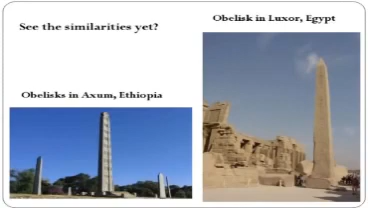 See the similarities yet?
Obelisk in Luxor, Egypt
Obelisks in Axum, Ethiopia